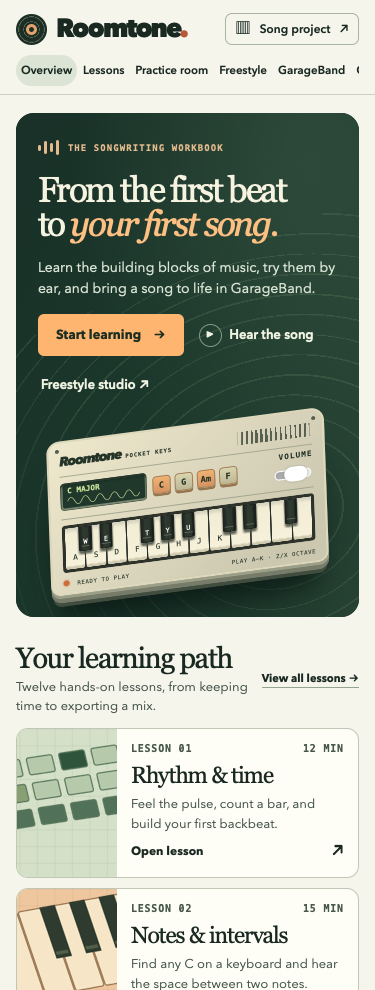 Roomtone.
Song project ↗
Overview Lessons Practice room Freestyle GarageBand
THE SONGWRITING WORKBOOK
From the first beat
to your first song.
Learn the building blocks of music, try them by
ear, and bring a song to life in GarageBand.
Start learning →
Hear the song
Freestyle studio ↗
Roomtone POCKET KEYS
VOLUME
C MAJOR
C G Am F
W E T Y U
A S D F G H J K
READY TO PLAY
PLAY A–K · Z/X OCTAVE
Your learning path
View all lessons →
Twelve hands-on lessons, from keeping
time to exporting a mix.
LESSON 01 12 MIN
Rhythm & time
Feel the pulse, count a bar, and
build your first backbeat.
Open lesson ↗
LESSON 02 15 MIN
Notes & intervals
Find any C on a keyboard and hear
the space between two notes.